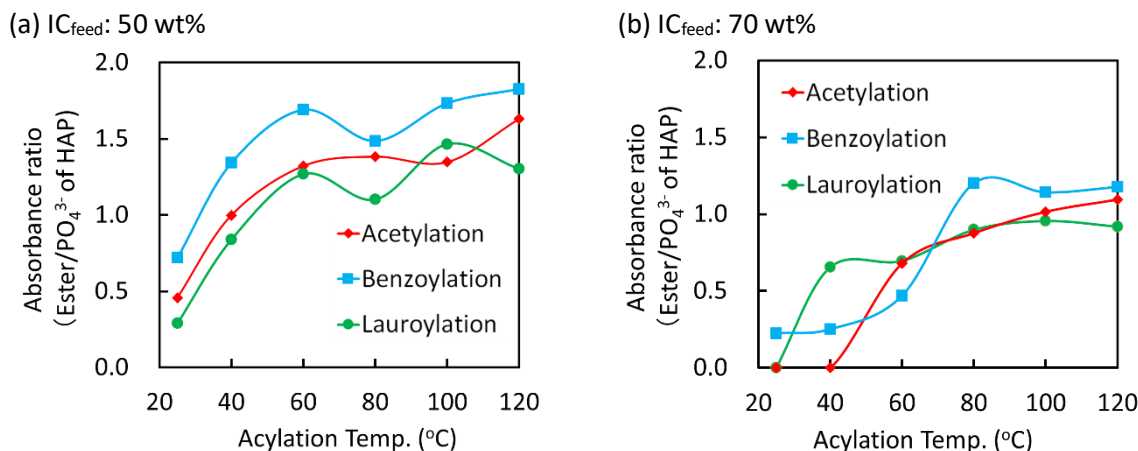 (a) ICfeed: 50 wt%
2.0
1.5
1.0
0.5
0.0
20 40 60 80 100 120
Absorbance ratio
(Ester/PO₄³⁻ of HAP)
Acylation Temp. (ᵒC)
Acetylation
Benzoylation
Lauroylation
(b) ICfeed: 70 wt%
2.0
1.5
1.0
0.5
0.0
20 40 60 80 100 120
Absorbance ratio
(Ester/PO₄³⁻ of HAP)
Acylation Temp. (ᵒC)
Acetylation
Benzoylation
Lauroylation